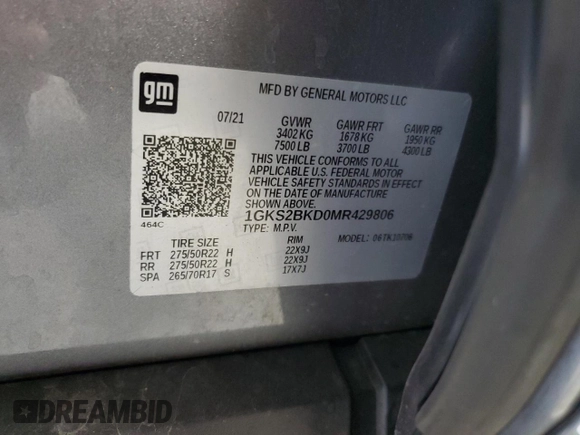 gm
MFD BY GENERAL MOTORS LLC
07/21 GVWR GAWR FRT GAWR RR
3402 KG 1678 KG 1950 KG
7500 LB 3700 LB 4300 LB
THIS VEHICLE CONFORMS TO ALL
APPLICABLE U.S. FEDERAL MOTOR
VEHICLE SAFETY STANDARDS IN EFFECT
ON THE DATE OF MANUFACTURE
SHOWN ABOVE.
1GKS2BKD0MR429806
464C TYPE: M.P.V. MODEL: 06TK10706
TIRE SIZE RIM
FRT 275/50R22 H 22X9J
RR 275/50R22 H 22X9J
SPA 265/70R17 S 17X7J
DREAMBID